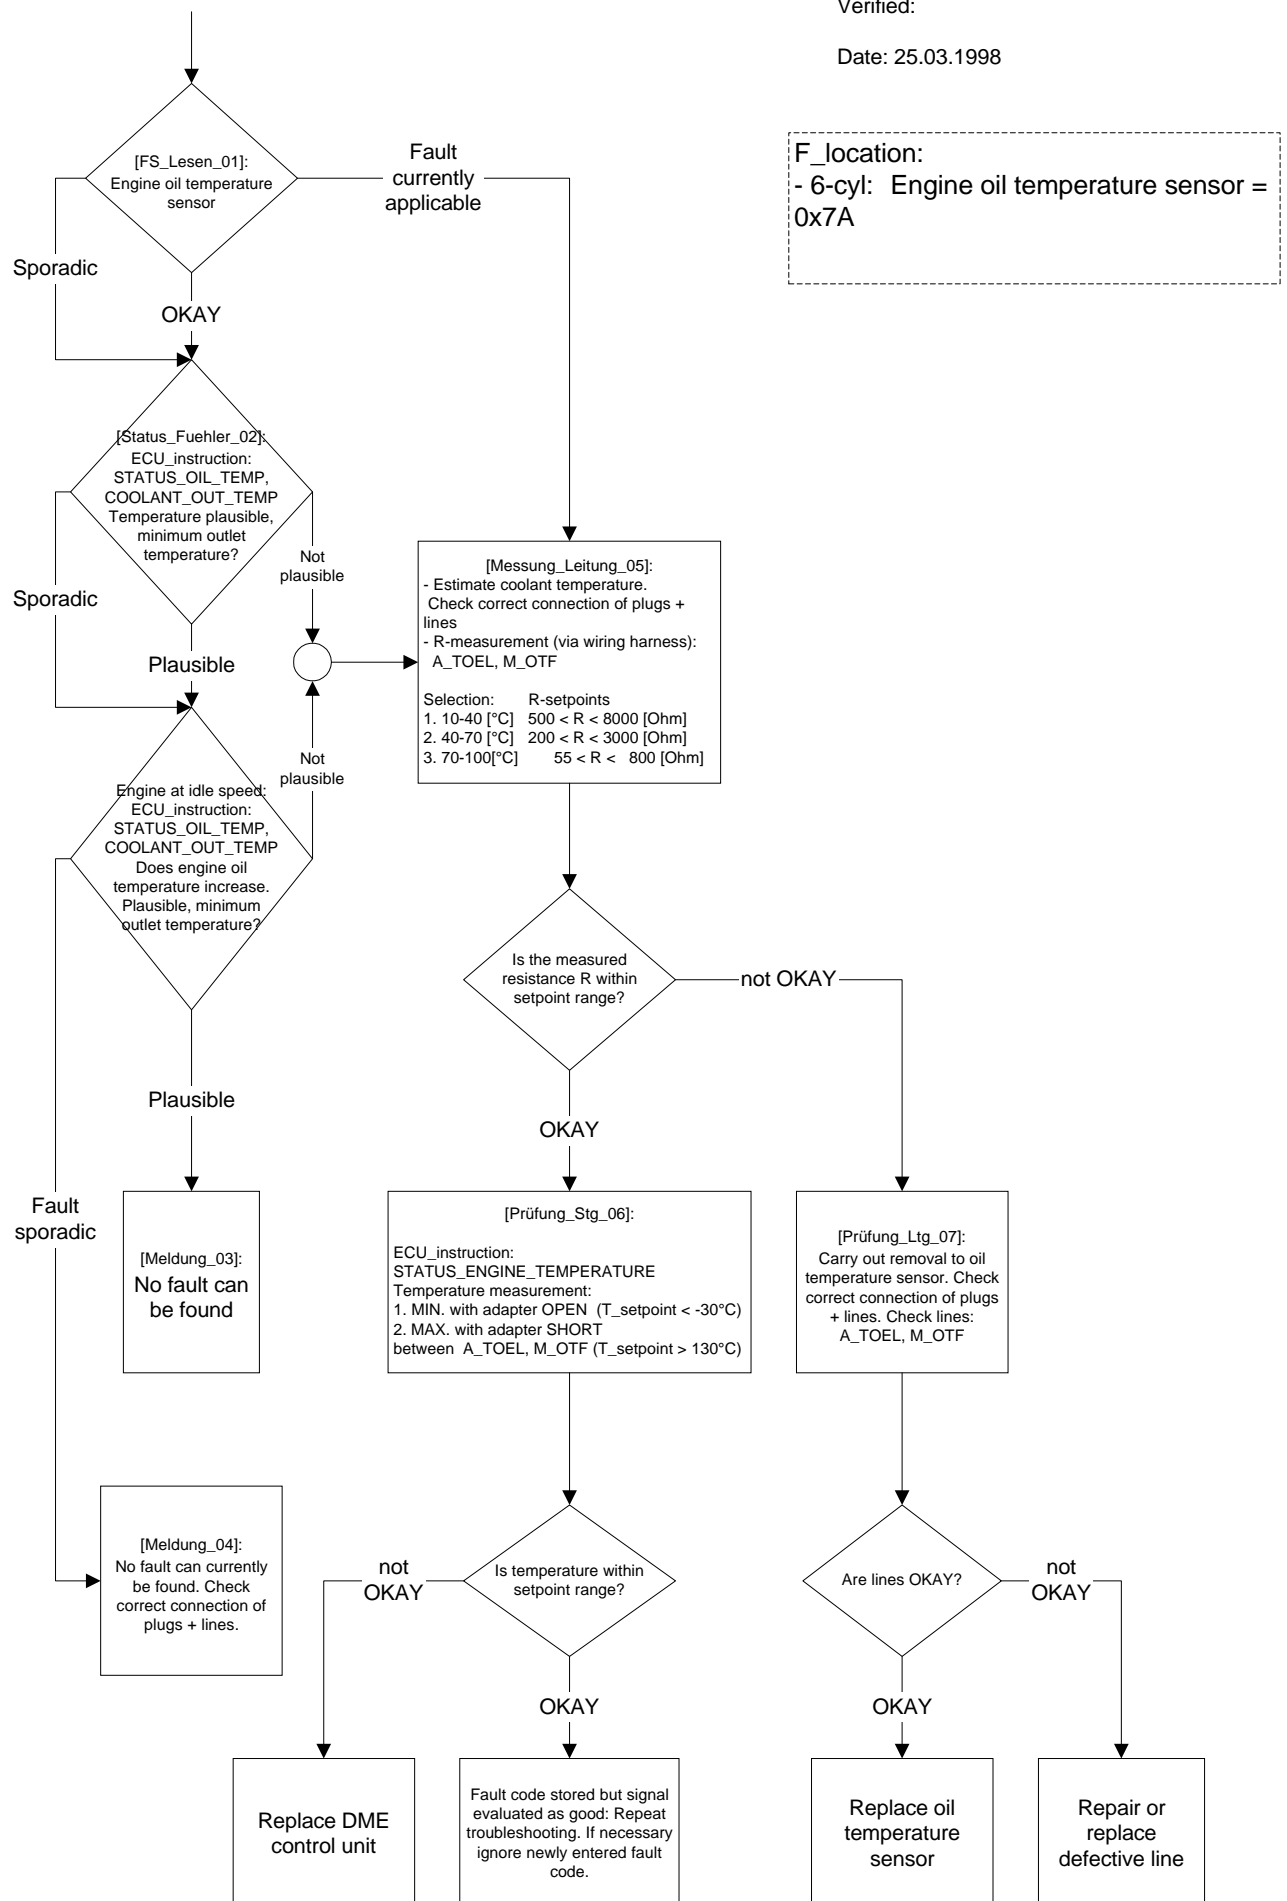 Verified:
Date: 25.03.1998
F_location:
- 6-cyl:  Engine oil temperature sensor =
0x7A
[FS_Lesen_01]:
Engine oil temperature
sensor
Fault
currently
applicable
Sporadic
OKAY
[Status_Fuehler_02]:
ECU_instruction:
STATUS_OIL_TEMP,
COOLANT_OUT_TEMP
Temperature plausible,
minimum outlet
temperature?
Not
plausible
Sporadic
Plausible
[Messung_Leitung_05]:
- Estimate coolant temperature.
Check correct connection of plugs +
lines
- R-measurement (via wiring harness):
A_TOEL, M_OTF
Selection: R-setpoints
1. 10-40 [°C] 500 < R < 8000 [Ohm]
2. 40-70 [°C] 200 < R < 3000 [Ohm]
3. 70-100[°C] 55 < R < 800 [Ohm]
Not
plausible
Engine at idle speed:
ECU_instruction:
STATUS_OIL_TEMP,
COOLANT_OUT_TEMP
Does engine oil
temperature increase.
Plausible, minimum
outlet temperature?
Is the measured
resistance R within
setpoint range?
not OKAY
Plausible
OKAY
Fault
sporadic
[Meldung_03]:
No fault can
be found
[Prüfung_Stg_06]:
ECU_instruction:
STATUS_ENGINE_TEMPERATURE
Temperature measurement:
1. MIN. with adapter OPEN (T_setpoint < -30°C)
2. MAX. with adapter SHORT
between A_TOEL, M_OTF (T_setpoint > 130°C)
[Prüfung_Ltg_07]:
Carry out removal to oil
temperature sensor. Check
correct connection of plugs
+ lines. Check lines:
A_TOEL, M_OTF
[Meldung_04]:
No fault can currently
be found. Check
correct connection of
plugs + lines.
not
OKAY
Is temperature within
setpoint range?
Are lines OKAY?
not
OKAY
OKAY
OKAY
Replace DME
control unit
Fault code stored but signal
evaluated as good: Repeat
troubleshooting. If necessary
ignore newly entered fault
code.
Replace oil
temperature
sensor
Repair or
replace
defective line